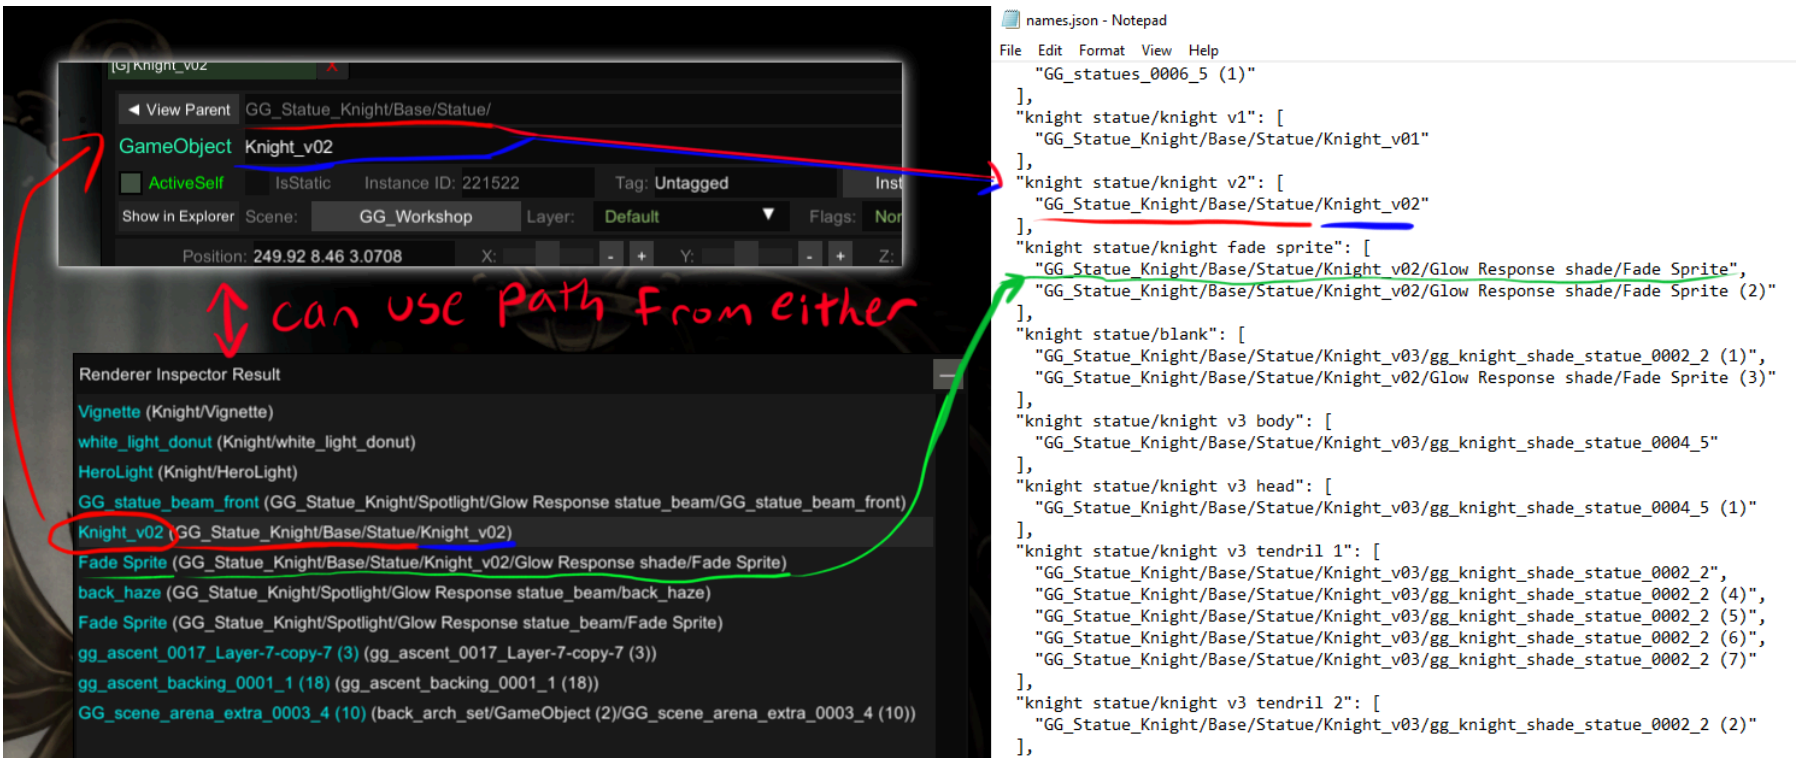 [G] Knight_v02
X
◄ View Parent GG_Statue_Knight/Base/Statue/
GameObject Knight_v02
ActiveSelf IsStatic Instance ID: 221522 Tag: Untagged Inst
Show in Explorer Scene: GG_Workshop Layer: Default ▼ Flags: Nor
Position: 249.92 8.46 3.0708 X: - + Y: - + Z:
can use path from either
Renderer Inspector Result
—
Vignette (Knight/Vignette)
white_light_donut (Knight/white_light_donut)
HeroLight (Knight/HeroLight)
GG_statue_beam_front (GG_Statue_Knight/Spotlight/Glow Response statue_beam/GG_statue_beam_front)
Knight_v02 (GG_Statue_Knight/Base/Statue/Knight_v02)
Fade Sprite (GG_Statue_Knight/Base/Statue/Knight_v02/Glow Response shade/Fade Sprite)
back_haze (GG_Statue_Knight/Spotlight/Glow Response statue_beam/back_haze)
Fade Sprite (GG_Statue_Knight/Spotlight/Glow Response statue_beam/Fade Sprite)
gg_ascent_0017_Layer-7-copy-7 (3) (gg_ascent_0017_Layer-7-copy-7 (3))
gg_ascent_backing_0001_1 (18) (gg_ascent_backing_0001_1 (18))
GG_scene_arena_extra_0003_4 (10) (back_arch_set/GameObject (2)/GG_scene_arena_extra_0003_4 (10))
names.json - Notepad
File Edit Format View Help
"GG_statues_0006_5 (1)"
],
"knight statue/knight v1": [
"GG_Statue_Knight/Base/Statue/Knight_v01"
],
"knight statue/knight v2": [
"GG_Statue_Knight/Base/Statue/Knight_v02"
],
"knight statue/knight fade sprite": [
"GG_Statue_Knight/Base/Statue/Knight_v02/Glow Response shade/Fade Sprite",
"GG_Statue_Knight/Base/Statue/Knight_v02/Glow Response shade/Fade Sprite (2)"
],
"knight statue/blank": [
"GG_Statue_Knight/Base/Statue/Knight_v03/gg_knight_shade_statue_0002_2 (1)",
"GG_Statue_Knight/Base/Statue/Knight_v02/Glow Response shade/Fade Sprite (3)"
],
"knight statue/knight v3 body": [
"GG_Statue_Knight/Base/Statue/Knight_v03/gg_knight_shade_statue_0004_5"
],
"knight statue/knight v3 head": [
"GG_Statue_Knight/Base/Statue/Knight_v03/gg_knight_shade_statue_0004_5 (1)"
],
"knight statue/knight v3 tendril 1": [
"GG_Statue_Knight/Base/Statue/Knight_v03/gg_knight_shade_statue_0002_2",
"GG_Statue_Knight/Base/Statue/Knight_v03/gg_knight_shade_statue_0002_2 (4)",
"GG_Statue_Knight/Base/Statue/Knight_v03/gg_knight_shade_statue_0002_2 (5)",
"GG_Statue_Knight/Base/Statue/Knight_v03/gg_knight_shade_statue_0002_2 (6)",
"GG_Statue_Knight/Base/Statue/Knight_v03/gg_knight_shade_statue_0002_2 (7)"
],
"knight statue/knight v3 tendril 2": [
"GG_Statue_Knight/Base/Statue/Knight_v03/gg_knight_shade_statue_0002_2 (2)"
],